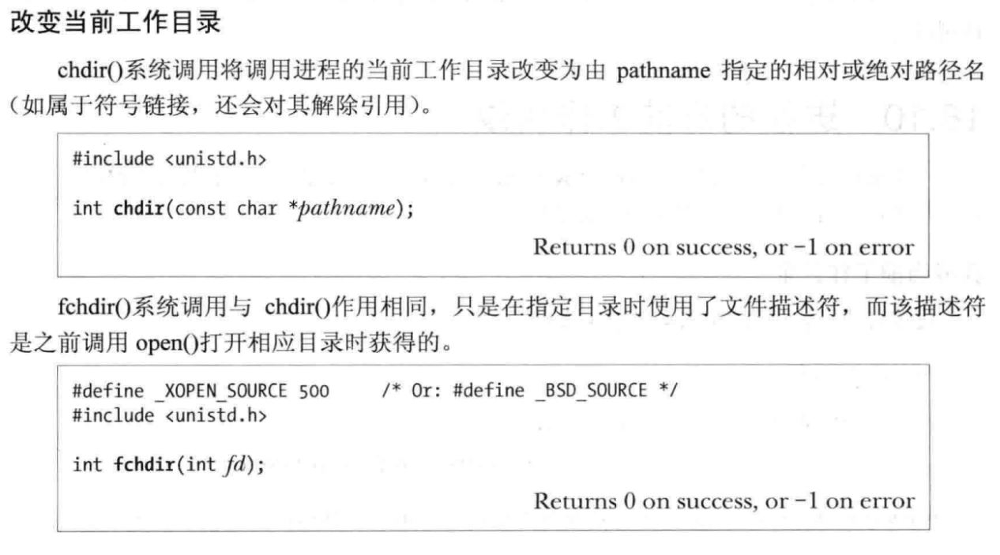 改变当前工作目录
chdir()系统调用将调用进程的当前工作目录改变为由 pathname 指定的相对或绝对路径名
（如属于符号链接，还会对其解除引用）。
#include <unistd.h>
int chdir(const char *pathname);
Returns 0 on success, or −1 on error
fchdir()系统调用与 chdir()作用相同，只是在指定目录时使用了文件描述符，而该描述符
是之前调用 open()打开相应目录时获得的。
#define _XOPEN_SOURCE 500 /* Or: #define _BSD_SOURCE */
#include <unistd.h>
int fchdir(int fd);
Returns 0 on success, or −1 on error